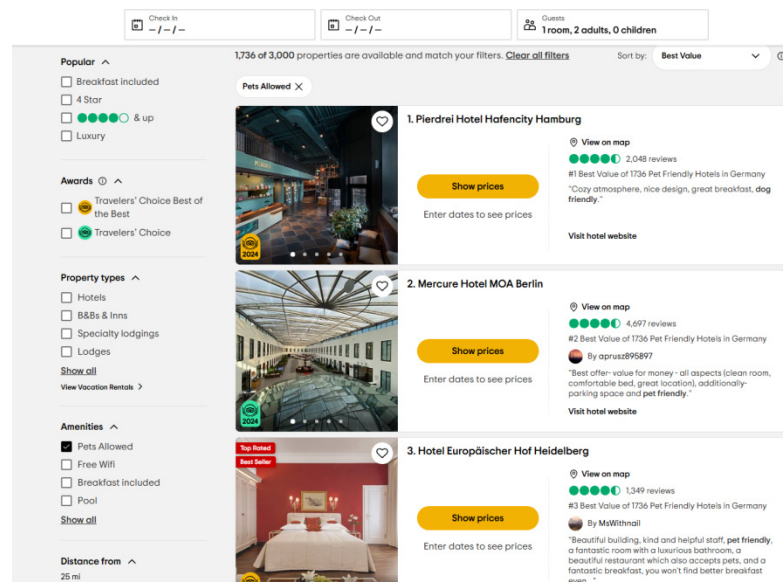 Check In
–/–/–
Check Out
–/–/–
Guests
1 room, 2 adults, 0 children
Popular
Breakfast included
4 Star
& up
Luxury
Awards
Travelers' Choice Best of
the Best
Travelers' Choice
Property types
Hotels
B&Bs & Inns
Specialty lodgings
Lodges
Show all
View Vacation Rentals
Amenities
Pets Allowed
Free Wifi
Breakfast included
Pool
Show all
Distance from
25 mi
1,736 of 3,000 properties are available and match your filters. Clear all filters
Sort by: Best Value
Pets Allowed
1. Pierdrei Hotel Hafencity Hamburg
2024
Show prices
Enter dates to see prices
View on map
2,048 reviews
#1 Best Value of 1736 Pet Friendly Hotels in Germany
"Cozy atmosphere, nice design, great breakfast, dog
friendly."
Visit hotel website
2. Mercure Hotel MOA Berlin
2024
Show prices
Enter dates to see prices
View on map
4,697 reviews
#2 Best Value of 1736 Pet Friendly Hotels in Germany
By aprusz895897
"Best offer- value for money - all aspects (clean room,
comfortable bed, great location), additionally-
parking space and pet friendly."
Visit hotel website
3. Hotel Europäischer Hof Heidelberg
Top Rated
Best Seller
Show prices
Enter dates to see prices
View on map
1,349 reviews
#3 Best Value of 1736 Pet Friendly Hotels in Germany
By MsWithnail
"Beautiful building, kind and helpful staff, pet friendly,
a fantastic room with a luxurious bathroom, a
beautiful restaurant which also accepts pets, and a
fantastic breakfast, you won't find better breakfast